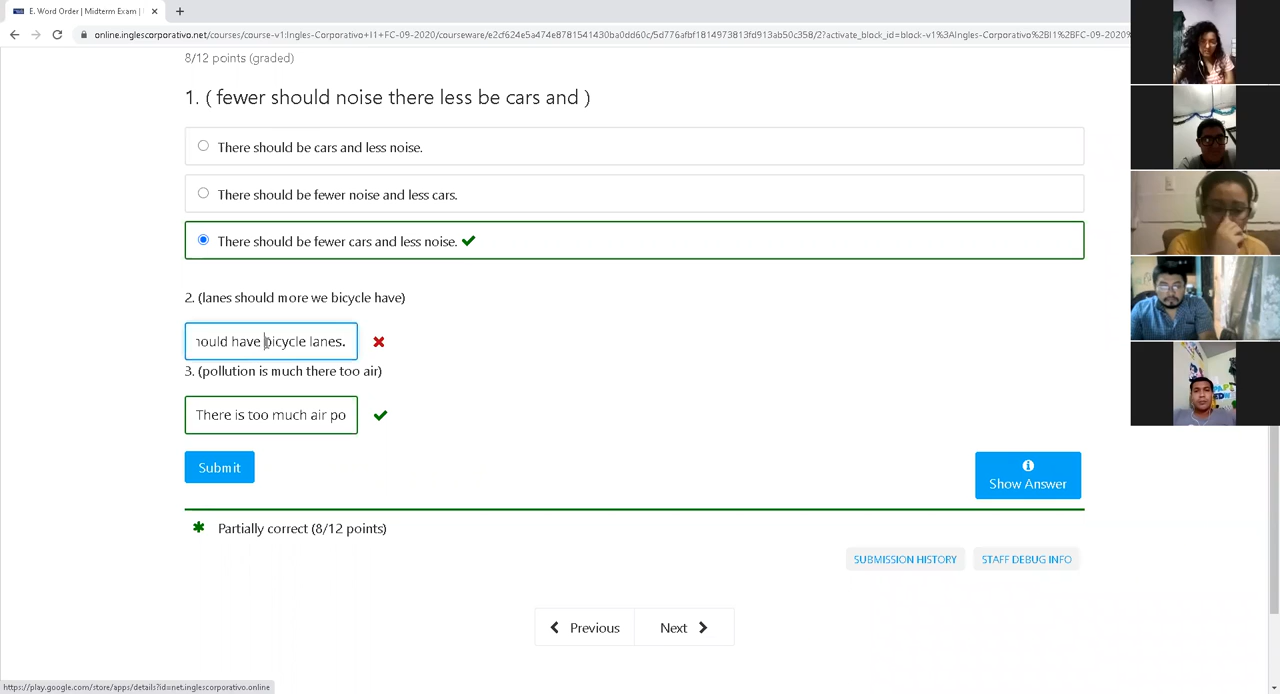 E. Word Order | Midterm Exam |
online.inglescorporativo.net/courses/course-v1:Ingles-Corporativo+I1+FC-09-2020/courseware/e2cf624e5a474e8781541430ba0dd60c/5d776afbf1814973813fd913ab50c358/2?activate_block_id=block-v1%3AIngles-Corporativo%2BI1%2BFC-09-2020%
8/12 points (graded)
1. ( fewer should noise there less be cars and )
There should be cars and less noise.
There should be fewer noise and less cars.
There should be fewer cars and less noise.
2. (lanes should more we bicycle have)
hould have bicycle lanes.
3. (pollution is much there too air)
There is too much air po
Submit
Show Answer
Partially correct (8/12 points)
SUBMISSION HISTORY STAFF DEBUG INFO
Previous Next
https://play.google.com/store/apps/details?id=net.inglescorporativo.online